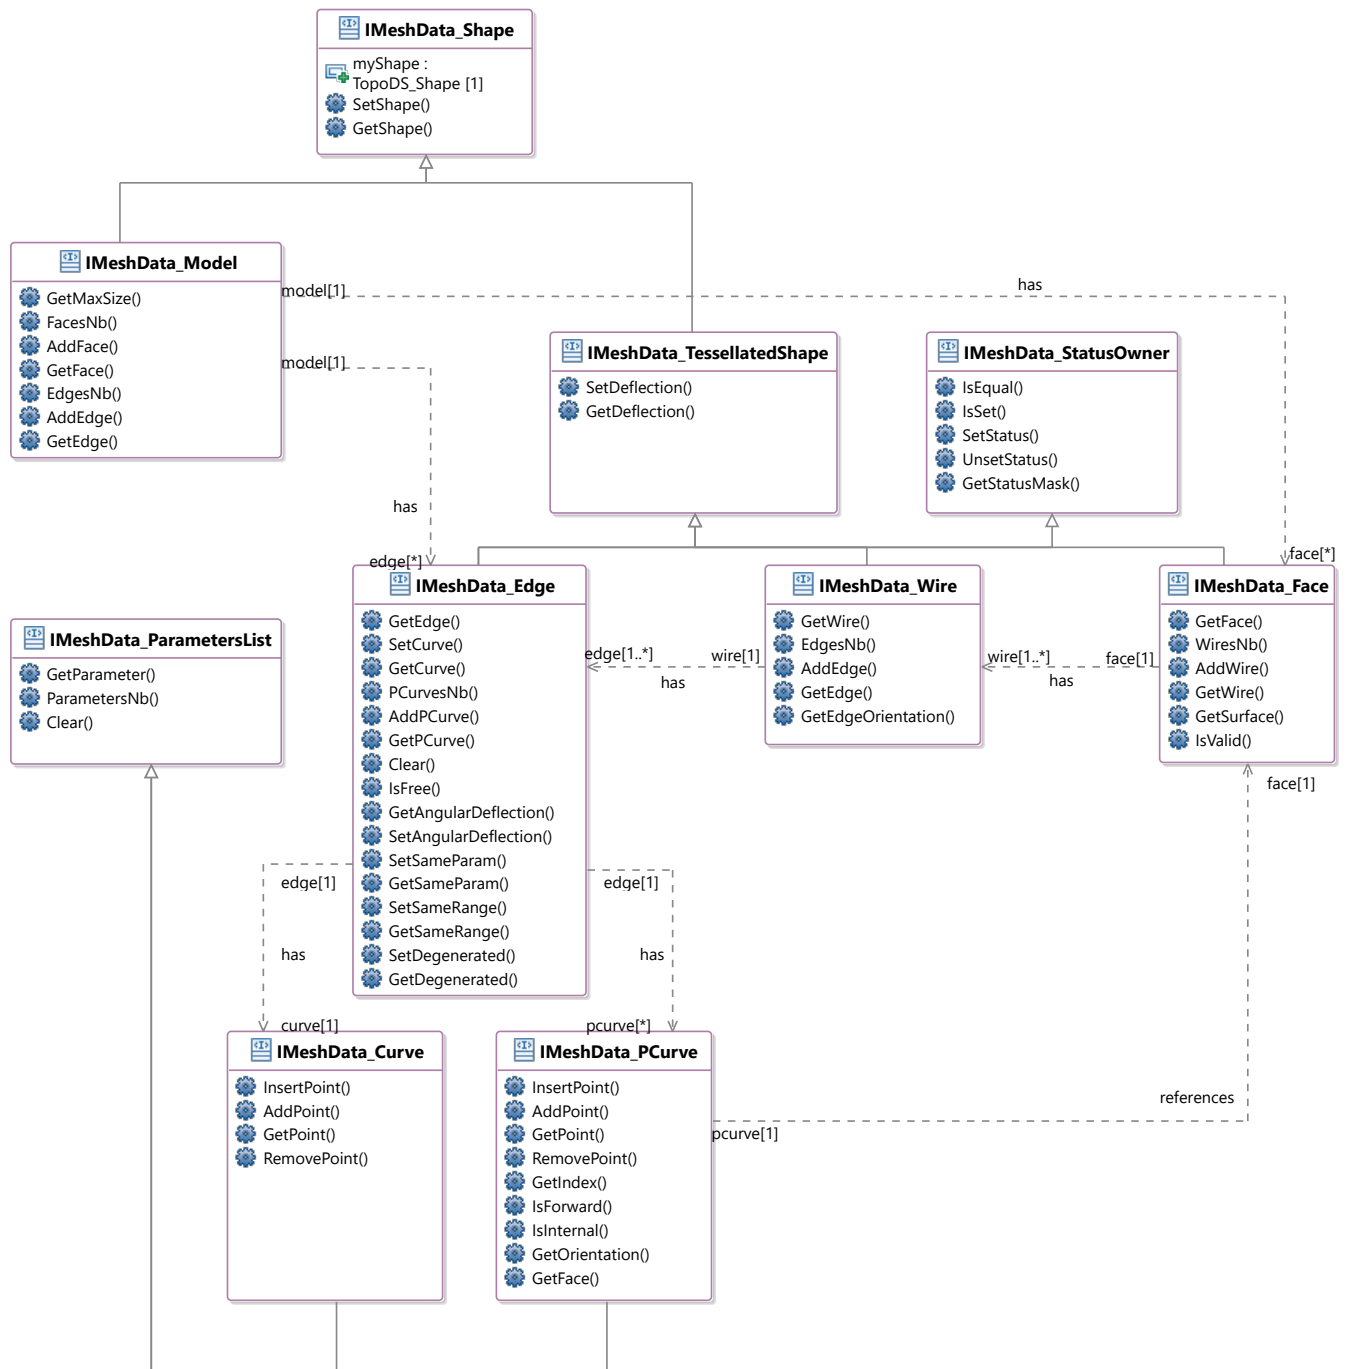 IMeshData_Shape
myShape :
TopoDS_Shape [1]
SetShape()
GetShape()
IMeshData_Model
GetMaxSize()
FacesNb()
AddFace()
GetFace()
EdgesNb()
AddEdge()
GetEdge()
model[1]
has
model[1]
has
edge[*]
face[*]
IMeshData_TessellatedShape
SetDeflection()
GetDeflection()
IMeshData_StatusOwner
IsEqual()
IsSet()
SetStatus()
UnsetStatus()
GetStatusMask()
IMeshData_ParametersList
GetParameter()
ParametersNb()
Clear()
IMeshData_Edge
GetEdge()
SetCurve()
GetCurve()
PCurvesNb()
AddPCurve()
GetPCurve()
Clear()
IsFree()
GetAngularDeflection()
SetAngularDeflection()
SetSameParam()
GetSameParam()
SetSameRange()
GetSameRange()
SetDegenerated()
GetDegenerated()
edge[1..*]
wire[1]
has
IMeshData_Wire
GetWire()
EdgesNb()
AddEdge()
GetEdge()
GetEdgeOrientation()
wire[1..*]
face[1]
has
IMeshData_Face
GetFace()
WiresNb()
AddWire()
GetWire()
GetSurface()
IsValid()
face[1]
edge[1]
has
curve[1]
edge[1]
has
pcurve[*]
IMeshData_Curve
InsertPoint()
AddPoint()
GetPoint()
RemovePoint()
IMeshData_PCurve
InsertPoint()
AddPoint()
GetPoint()
RemovePoint()
GetIndex()
IsForward()
IsInternal()
GetOrientation()
GetFace()
references
pcurve[1]